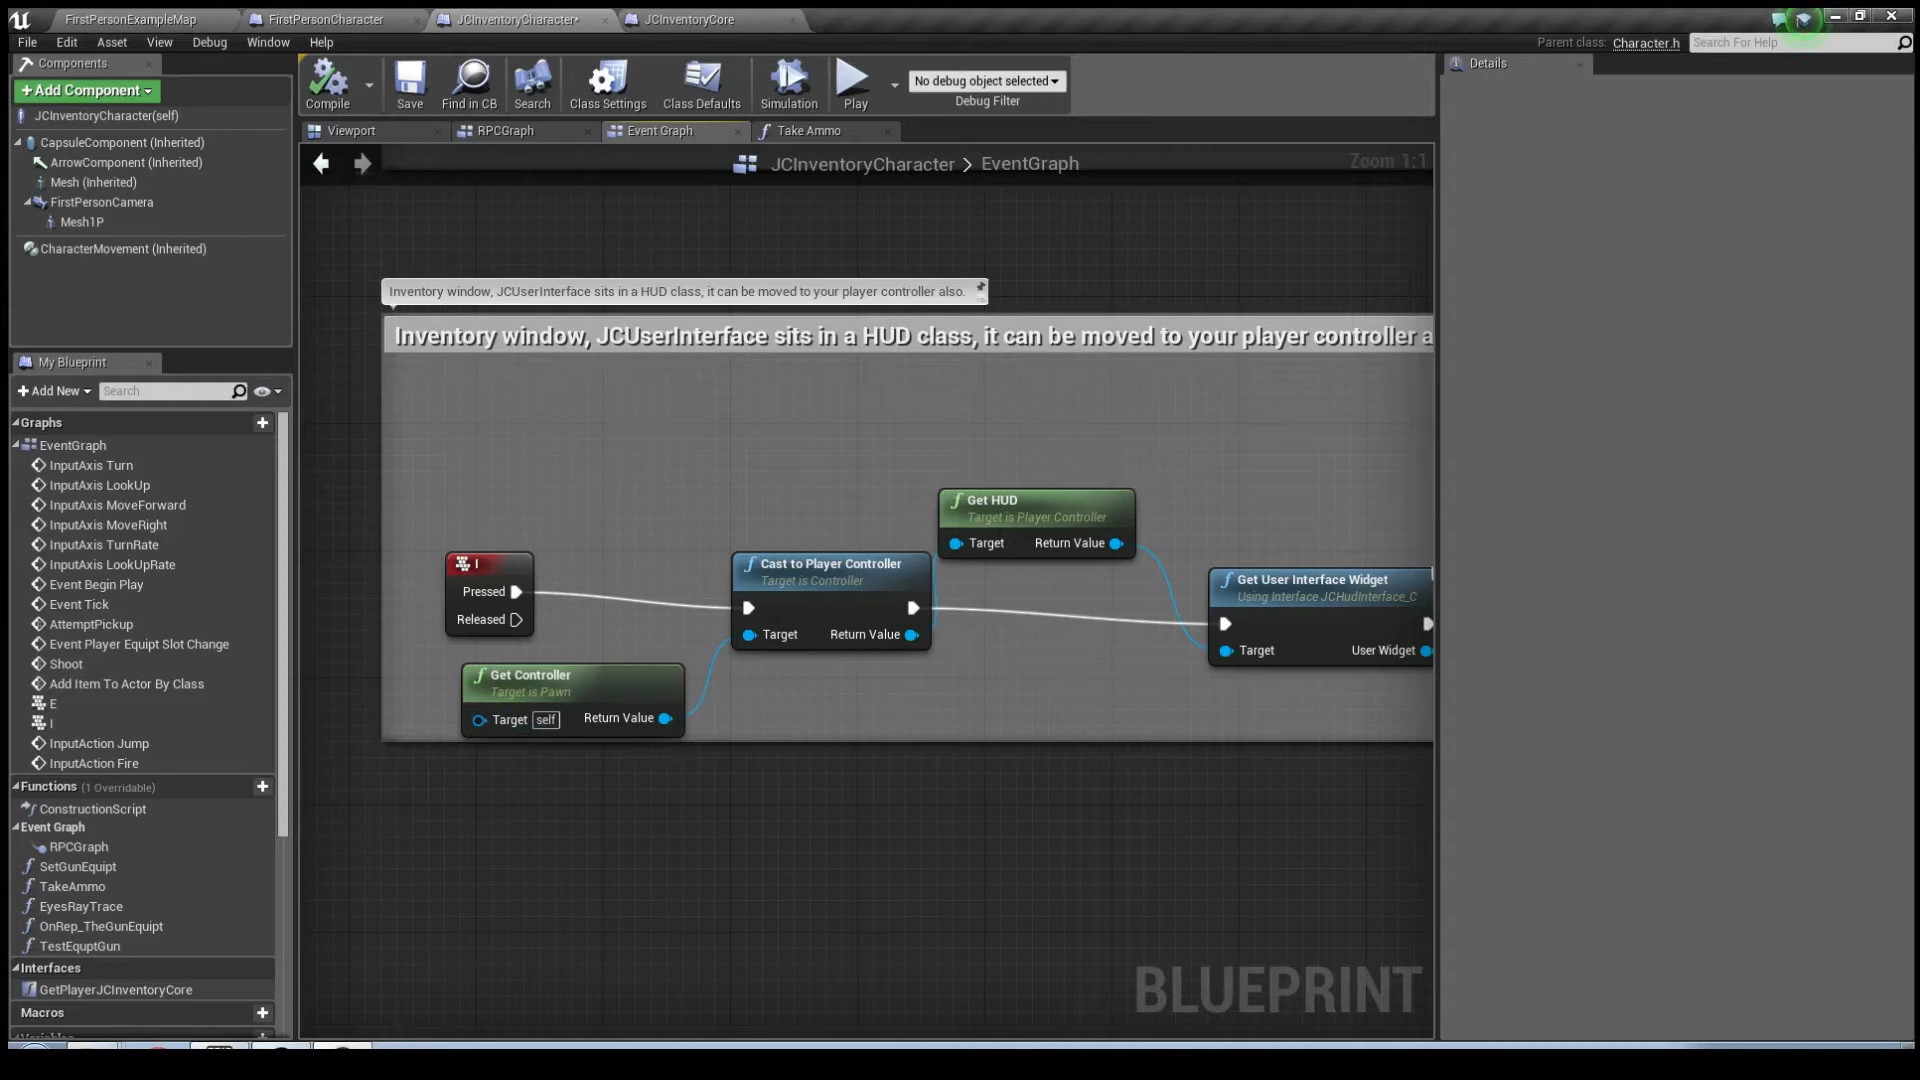 FirstPersonExampleMap
FirstPersonCharacter
JCInventoryCharacter*
JCInventoryCore
File Edit Asset View Debug Window Help
Parent class: Character.h
Search For Help
Components
+Add Component
JCInventoryCharacter(self)
CapsuleComponent (Inherited)
ArrowComponent (Inherited)
Mesh (Inherited)
FirstPersonCamera
Mesh1P
CharacterMovement (Inherited)
Compile
Save
Find in CB
Search
Class Settings
Class Defaults
Simulation
Play
No debug object selected
Debug Filter
Details
Viewport
RPCGraph
Event Graph
Take Ammo
JCInventoryCharacter > EventGraph
Zoom 1:1
Inventory window, JCUserInterface sits in a HUD class, it can be moved to your player controller also.
Inventory window, JCUserInterface sits in a HUD class, it can be moved to your player controller a
I
Pressed
Released
Get Controller
Target is Pawn
Target self
Return Value
Cast to Player Controller
Target is Controller
Target
Return Value
Get HUD
Target is Player Controller
Target
Return Value
Get User Interface Widget
Using Interface JCHudInterface_C
Target
User Widget
BLUEPRINT
My Blueprint
+Add New
Search
Graphs
EventGraph
InputAxis Turn
InputAxis LookUp
InputAxis MoveForward
InputAxis MoveRight
InputAxis TurnRate
InputAxis LookUpRate
Event Begin Play
Event Tick
AttemptPickup
Event Player Equipt Slot Change
Shoot
Add Item To Actor By Class
E
I
InputAction Jump
InputAction Fire
Functions (1 Overridable)
ConstructionScript
Event Graph
RPCGraph
SetGunEquipt
TakeAmmo
EyesRayTrace
OnRep_TheGunEquipt
TestEquptGun
Interfaces
GetPlayerJCInventoryCore
Macros